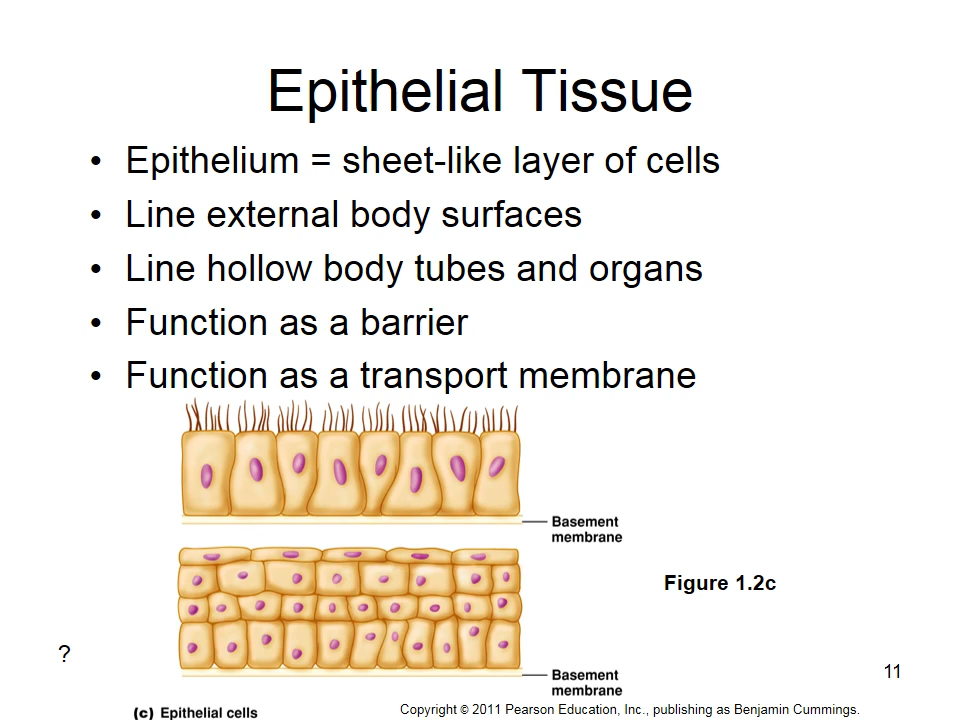 Epithelial Tissue
• Epithelium = sheet-like layer of cells
• Line external body surfaces
• Line hollow body tubes and organs
• Function as a barrier
• Function as a transport membrane
Basement
membrane
Figure 1.2c
?
Basement
membrane
11
(c) Epithelial cells
Copyright © 2011 Pearson Education, Inc., publishing as Benjamin Cummings.